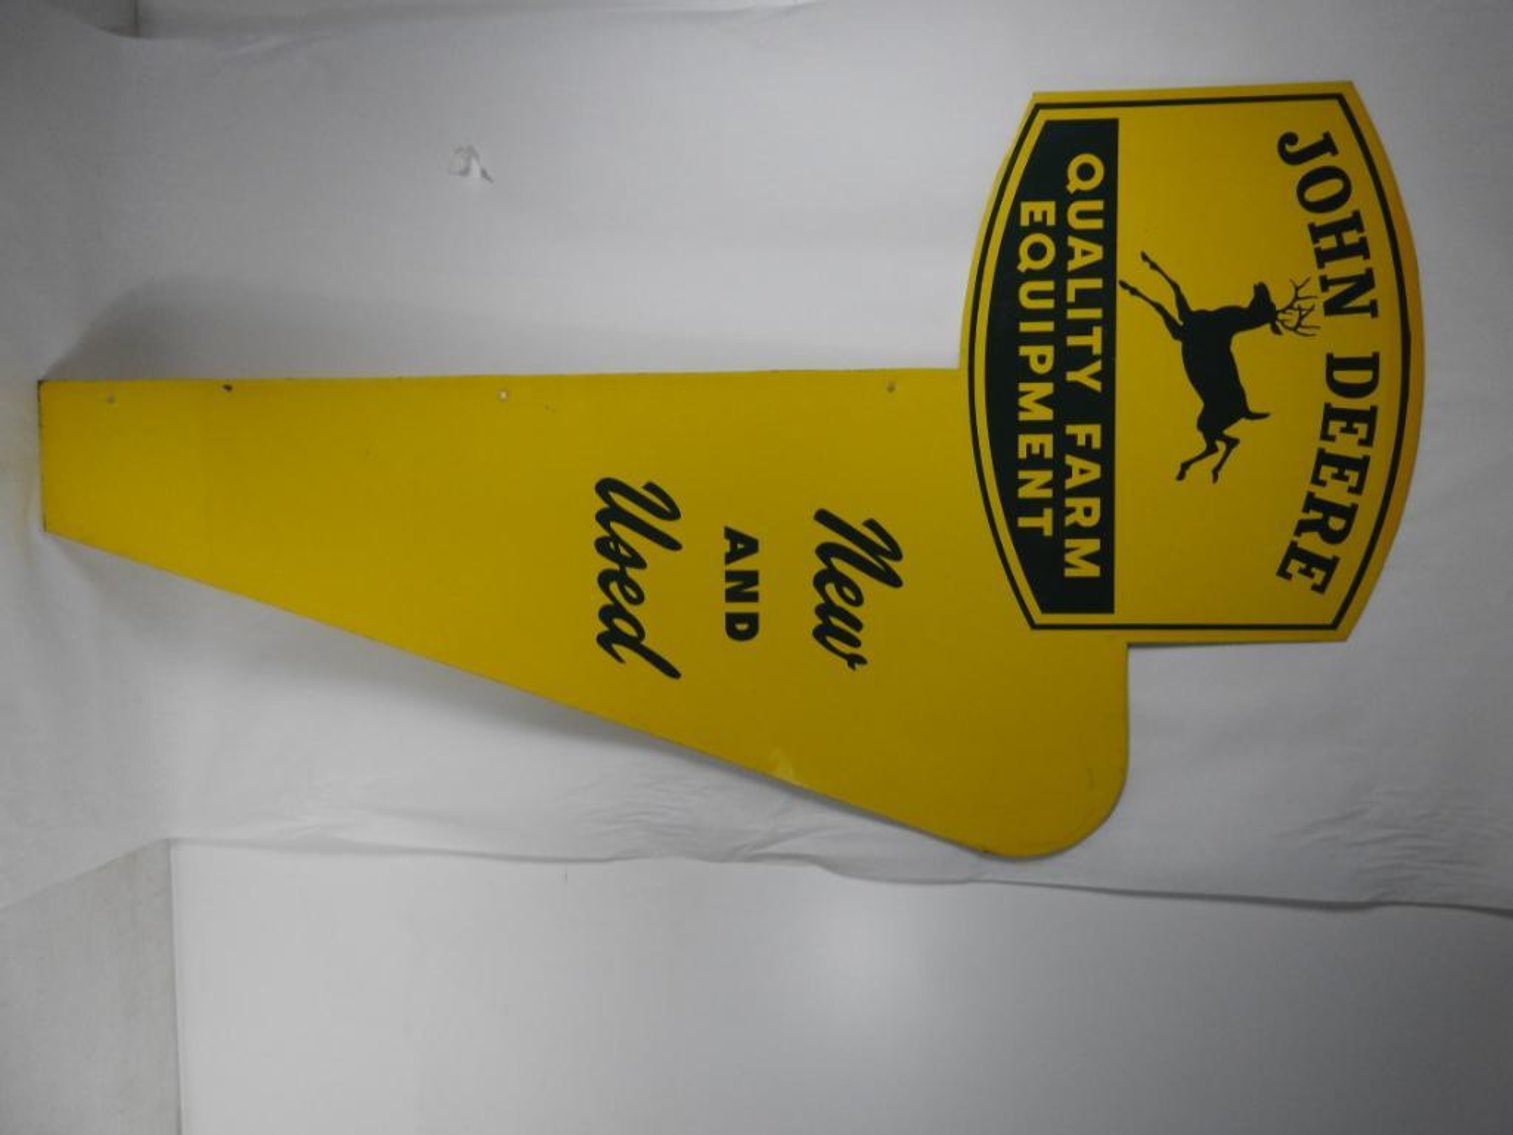 JOHN DEERE
QUALITY FARM
EQUIPMENT
New
AND
Used